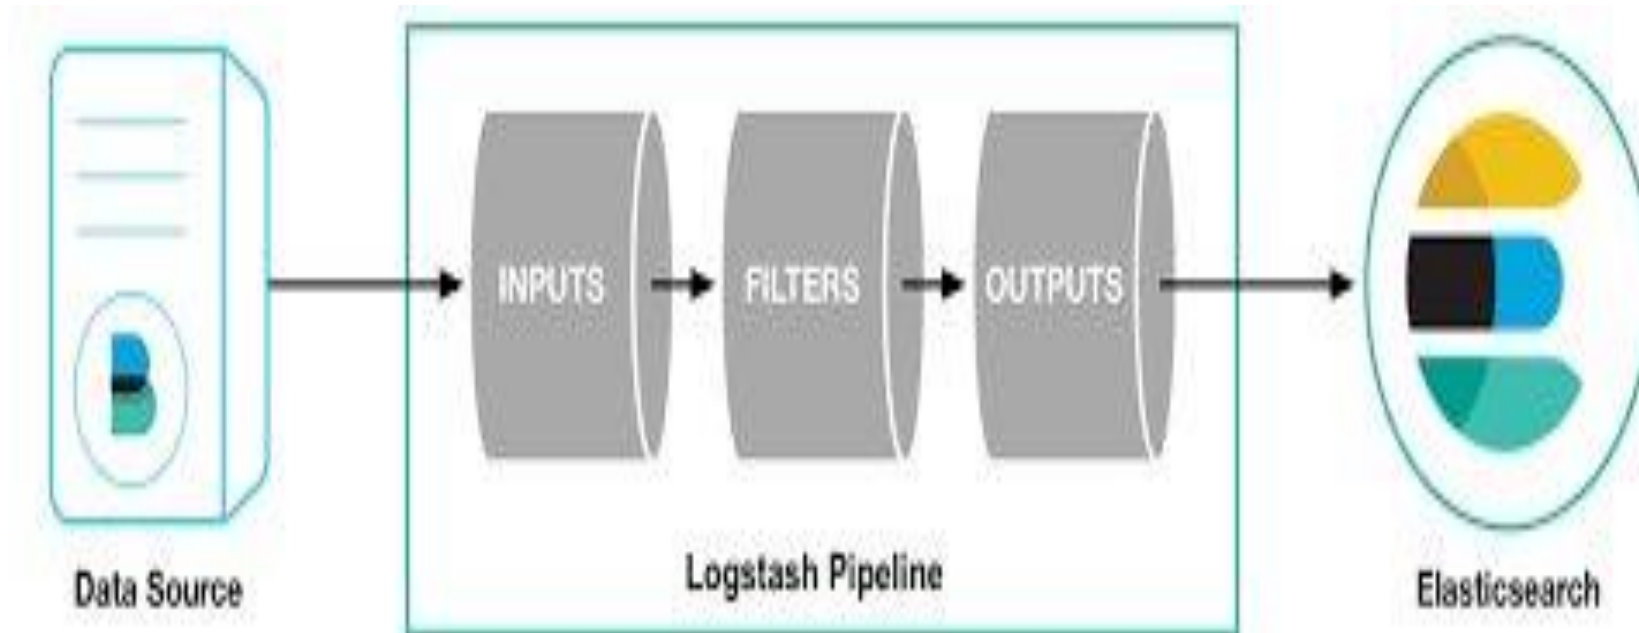 INPUTS
FILTERS
OUTPUTS
Data Source
Logstash Pipeline
Elasticsearch